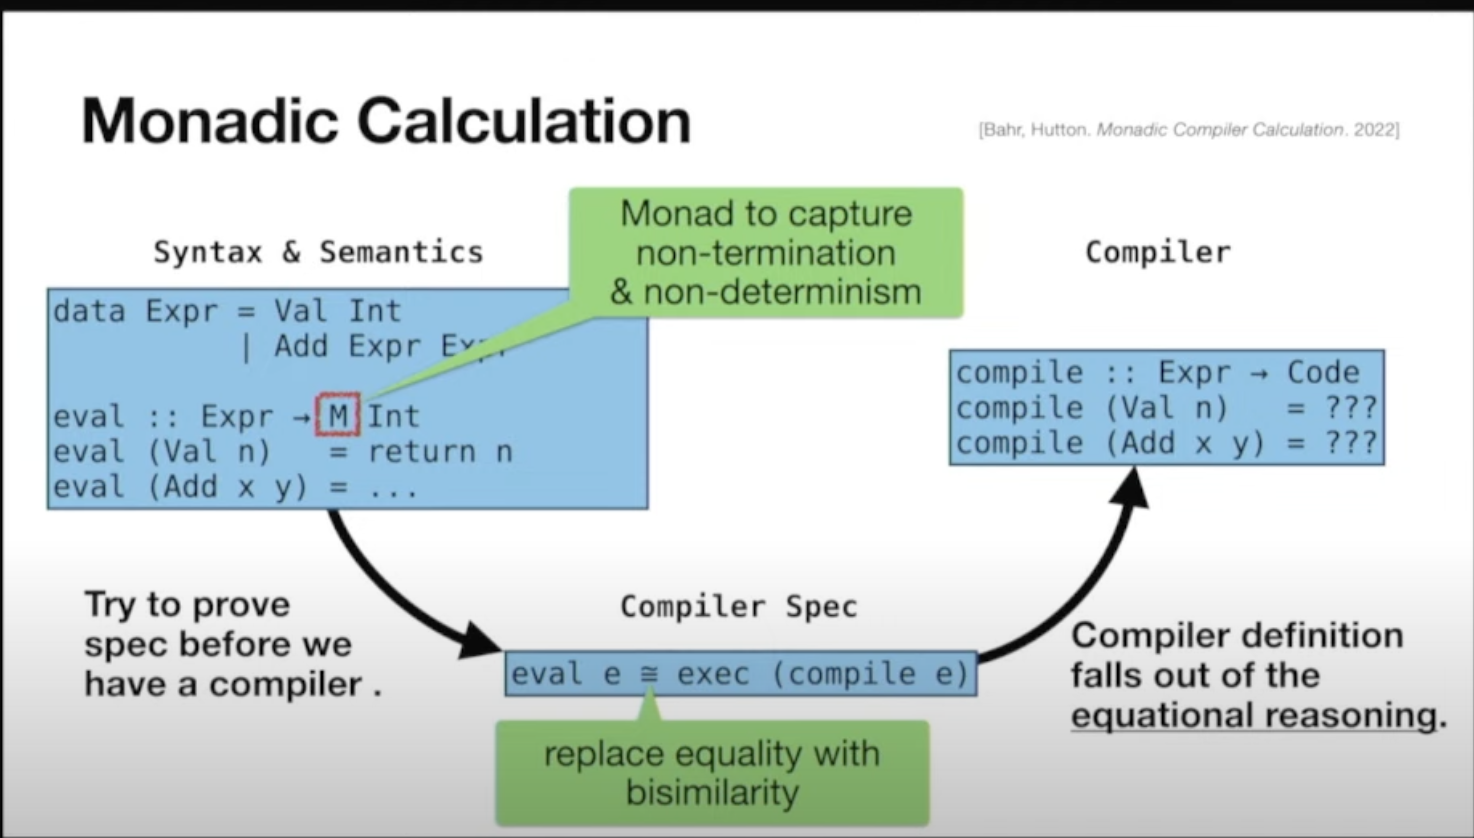 Monadic Calculation
[Bahr, Hutton. Monadic Compiler Calculation. 2022]
Monad to capture
non-termination
& non-determinism
Syntax & Semantics
data Expr = Val Int
| Add Expr Expr
eval :: Expr → M Int
eval (Val n)   = return n
eval (Add x y) = ...
Compiler
compile :: Expr → Code
compile (Val n)   = ???
compile (Add x y) = ???
Try to prove
spec before we
have a compiler .
Compiler Spec
eval e ≅ exec (compile e)
replace equality with
bisimilarity
Compiler definition
falls out of the
equational reasoning.